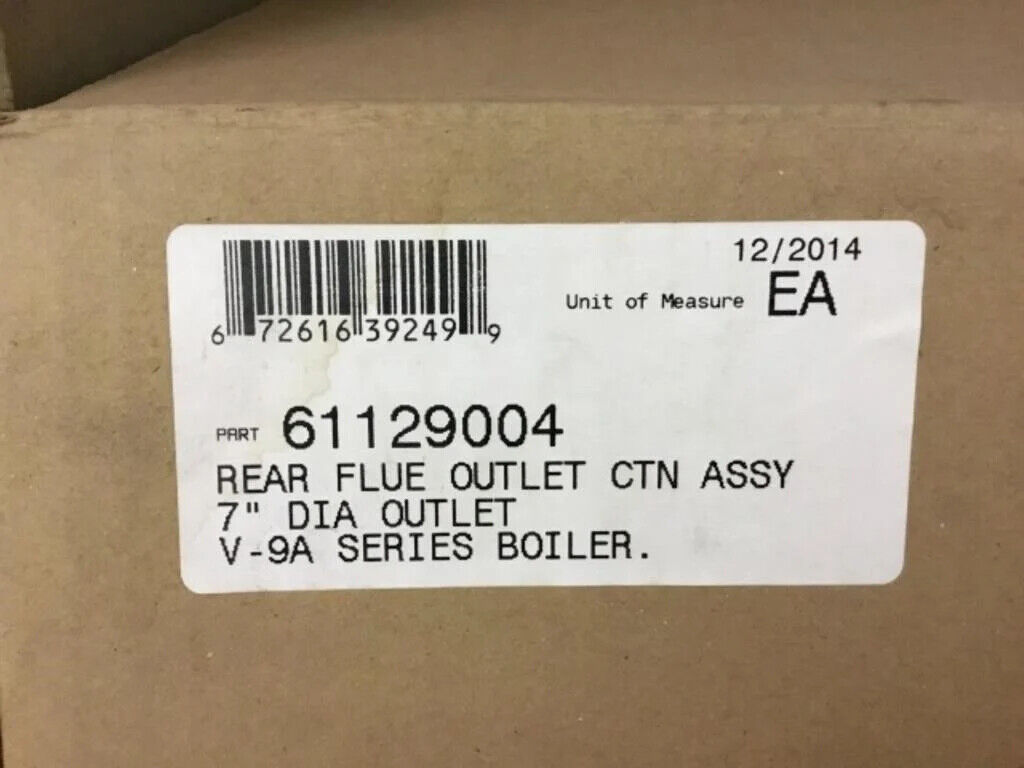 12/2014
Unit of Measure EA
6 72616 39249 9
PART 61129004
REAR FLUE OUTLET CTN ASSY
7" DIA OUTLET
V-9A SERIES BOILER.